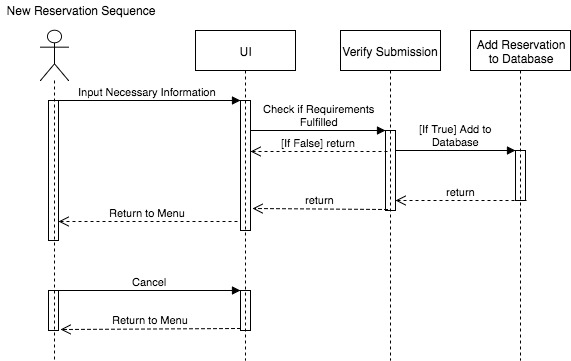 New Reservation Sequence
UI
Verify Submission
Add Reservation
to Database
Input Necessary Information
Check if Requirements
Fulfilled
[If True] Add to
Database
[If False] return
return
return
Return to Menu
Cancel
Return to Menu